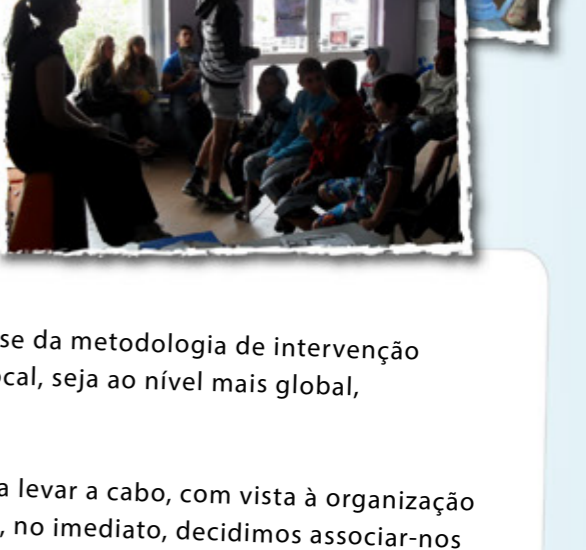 se da metodologia de intervenção
ocal, seja ao nível mais global,
a levar a cabo, com vista à organização
, no imediato, decidimos associar-nos